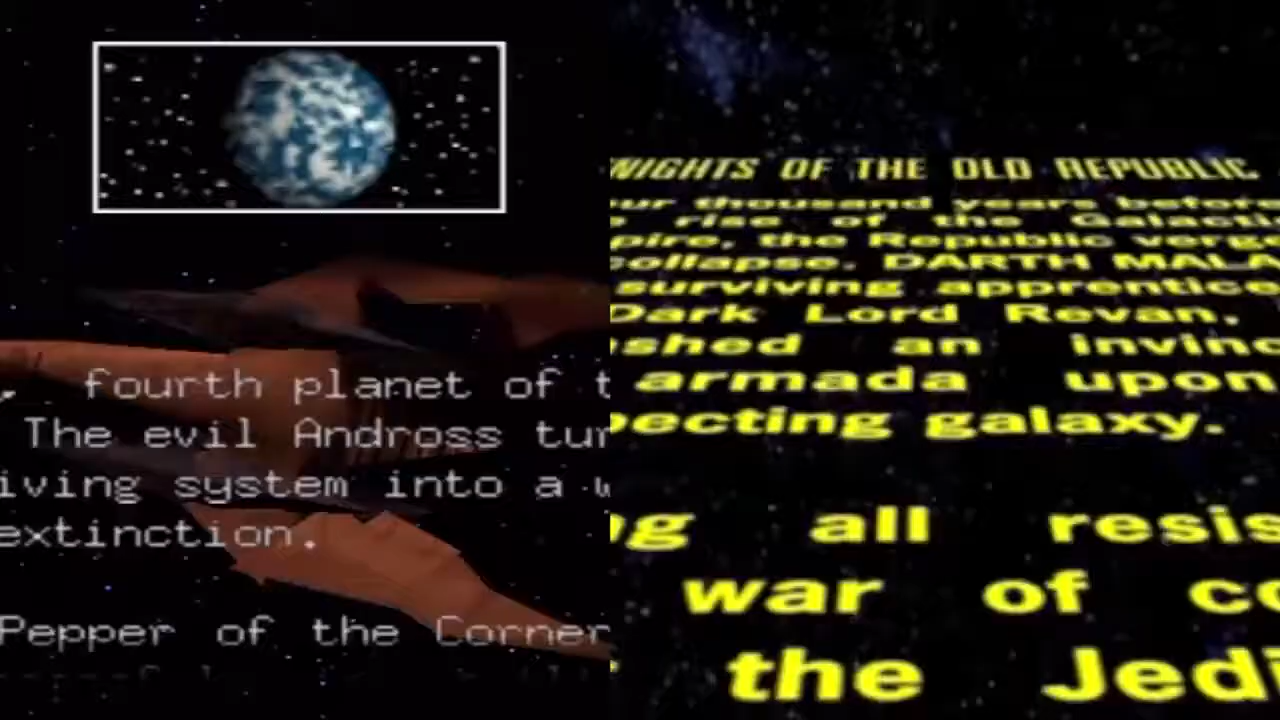 , fourth planet of t
The evil Andross tur
iving system into a w
extinction.
Pepper of the Corner
NIGHTS OF THE OLD REPUBLIC
ur thousand years before
rise of the Galactic
pire, the Republic verge
collapse. DARTH MALA
surviving apprentice
Dark Lord Revan,
shed an invinc
armada upon
pecting galaxy.
ng all resis
war of co
the Jedi